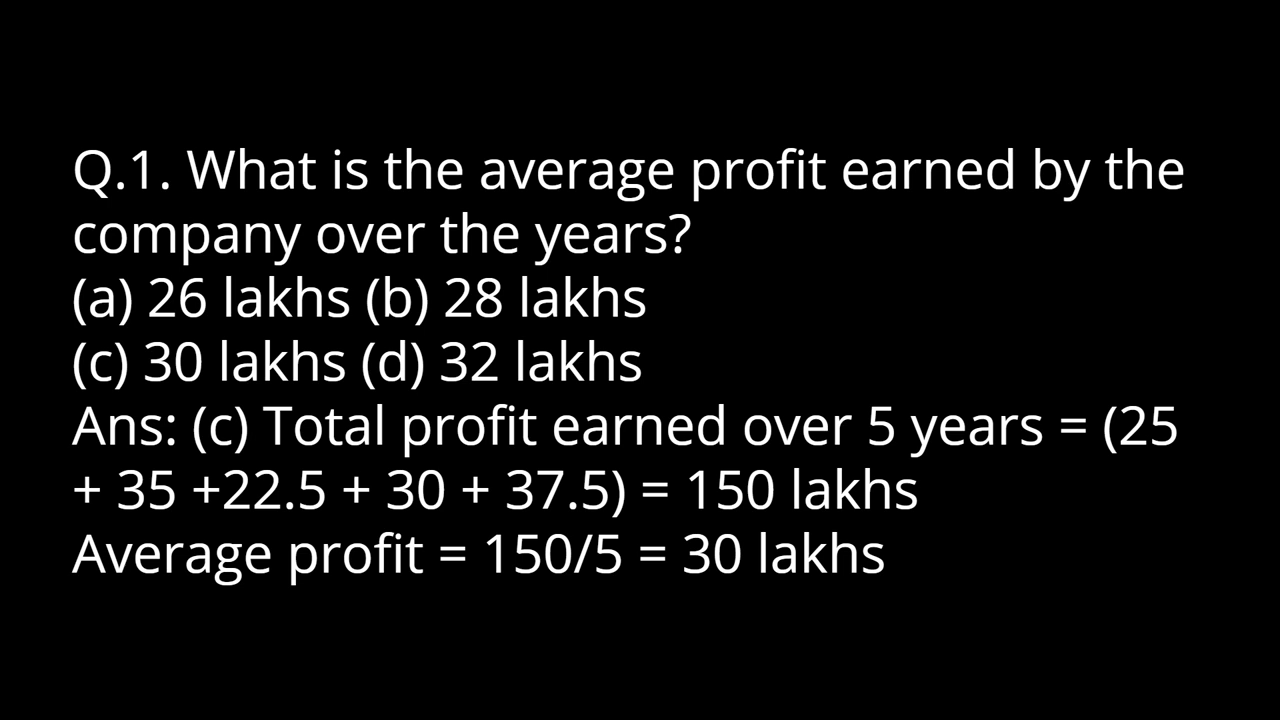 Q.1. What is the average profit earned by the
company over the years?
(a) 26 lakhs (b) 28 lakhs
(c) 30 lakhs (d) 32 lakhs
Ans: (c) Total profit earned over 5 years = (25
+ 35 +22.5 + 30 + 37.5) = 150 lakhs
Average profit = 150/5 = 30 lakhs